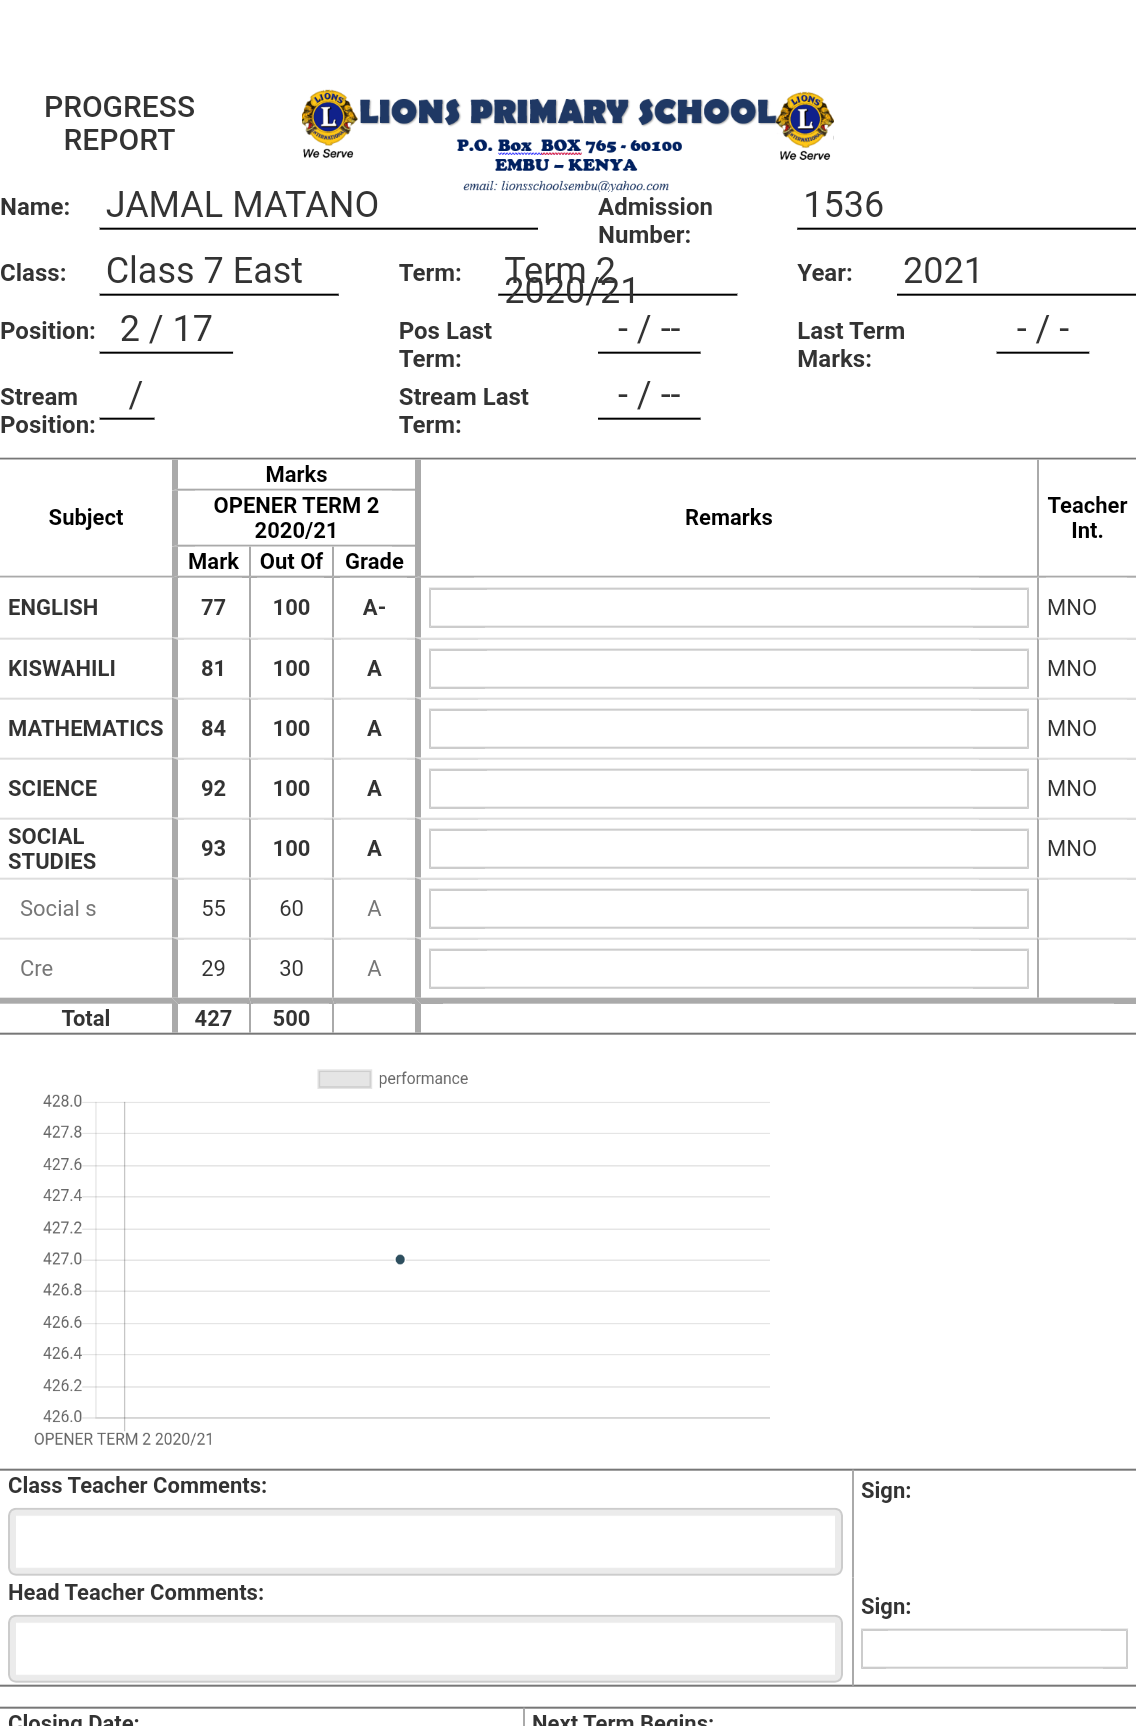 PROGRESS
REPORT
LIONS PRIMARY SCHOOL
P.O. Box BOX 765 - 60100
EMBU – KENYA
email: lionsschoolsembu@yahoo.com
LIONS
L
INTERNATIONAL
We Serve
LIONS
L
INTERNATIONAL
We Serve
Name: JAMAL MATANO Admission Number: 1536
Class: Class 7 East Term: Term 2 2020/21 Year: 2021
Position: 2 / 17 Pos Last Term: - / -- Last Term Marks: - / -
Stream Position: / Stream Last Term: - / --
Subject Marks Remarks Teacher Int.
OPENER TERM 2 2020/21
Mark Out Of Grade
ENGLISH 77 100 A- MNO
KISWAHILI 81 100 A MNO
MATHEMATICS 84 100 A MNO
SCIENCE 92 100 A MNO
SOCIAL STUDIES 93 100 A MNO
Social s 55 60 A
Cre 29 30 A
Total 427 500
performance
428.0
427.8
427.6
427.4
427.2
427.0
426.8
426.6
426.4
426.2
426.0
OPENER TERM 2 2020/21
Class Teacher Comments: Sign:
Head Teacher Comments: Sign:
Closing Date: Next Term Begins: